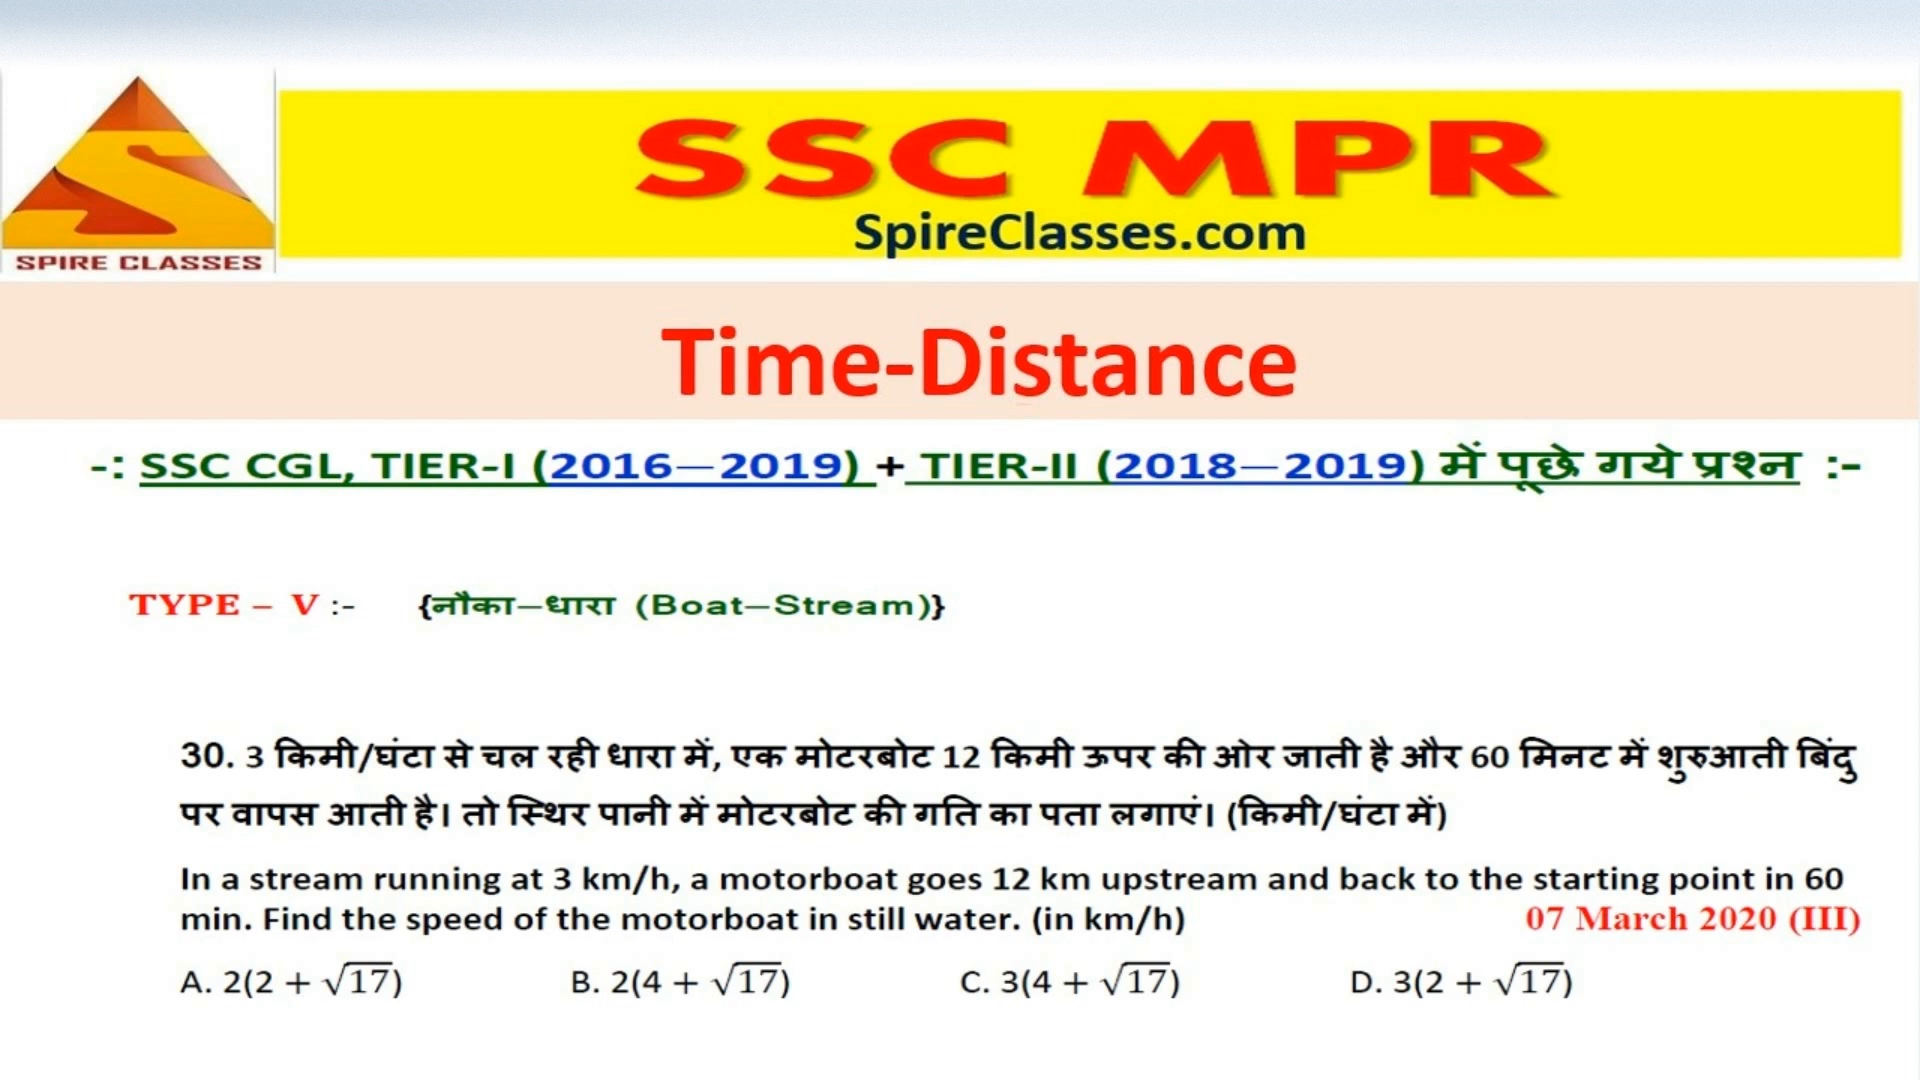 SSC MPR
SpireClasses.com
SPIRE CLASSES
Time-Distance
-: SSC CGL, TIER-I (2016—2019) + TIER-II (2018—2019) में पूछे गये प्रश्न :-
TYPE – V :- {नौका—धारा (Boat—Stream)}
30. 3 किमी/घंटा से चल रही धारा में, एक मोटरबोट 12 किमी ऊपर की ओर जाती है और 60 मिनट में शुरुआती बिंदु
पर वापस आती है। तो स्थिर पानी में मोटरबोट की गति का पता लगाएं। (किमी/घंटा में)
In a stream running at 3 km/h, a motorboat goes 12 km upstream and back to the starting point in 60
min. Find the speed of the motorboat in still water. (in km/h) 07 March 2020 (III)
A. 2(2 + √17) B. 2(4 + √17) C. 3(4 + √17) D. 3(2 + √17)